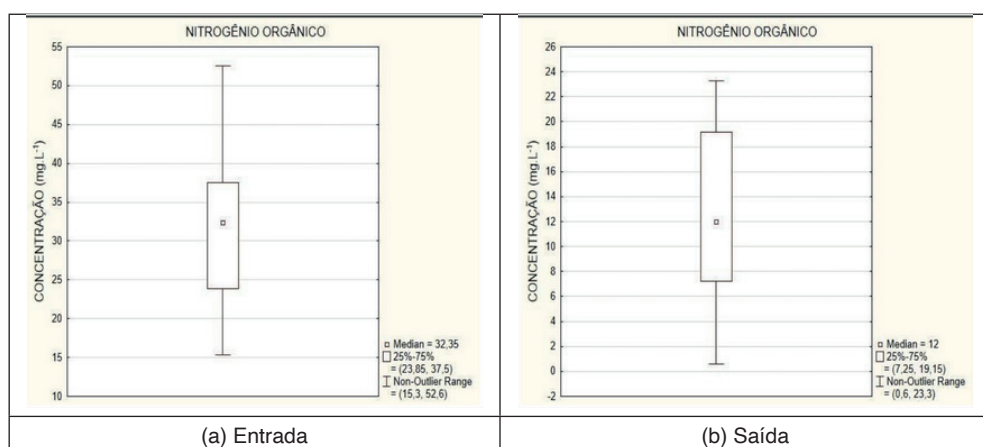 NITROGÊNIO ORGÂNICO
55
50
45
40
35
30
25
20
15
10
CONCENTRAÇÃO (mg.L⁻¹)
Median = 32,35
25%-75%
= (23,85, 37,5)
Non-Outlier Range
= (15,3, 52,6)
(a) Entrada
NITROGÊNIO ORGÂNICO
26
24
22
20
18
16
14
12
10
8
6
4
2
0
-2
CONCENTRAÇÃO (mg.L⁻¹)
Median = 12
25%-75%
= (7,25, 19,15)
Non-Outlier Range
= (0,6, 23,3)
(b) Saída